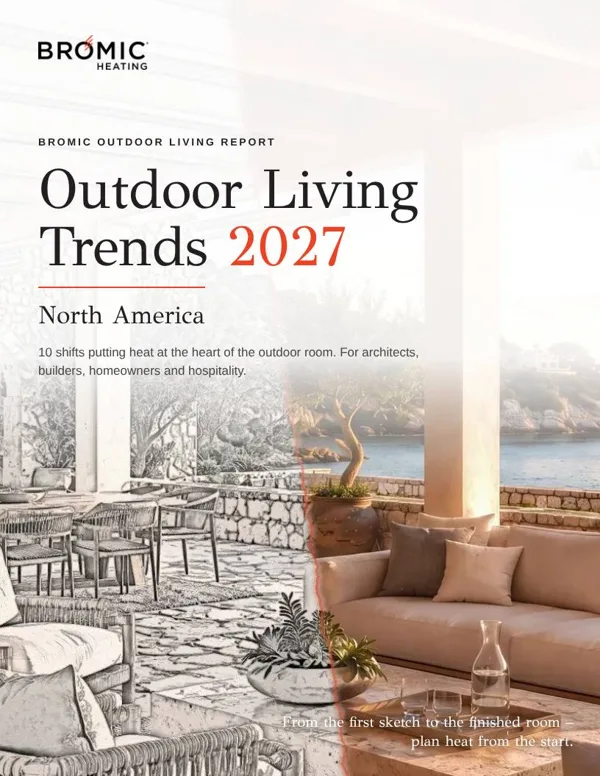 BROMIC
HEATING
BROMIC OUTDOOR LIVING REPORT
Outdoor Living
Trends 2027
North America
10 shifts putting heat at the heart of the outdoor room. For architects,
builders, homeowners and hospitality.
From the first sketch to the finished room –
plan heat from the start.